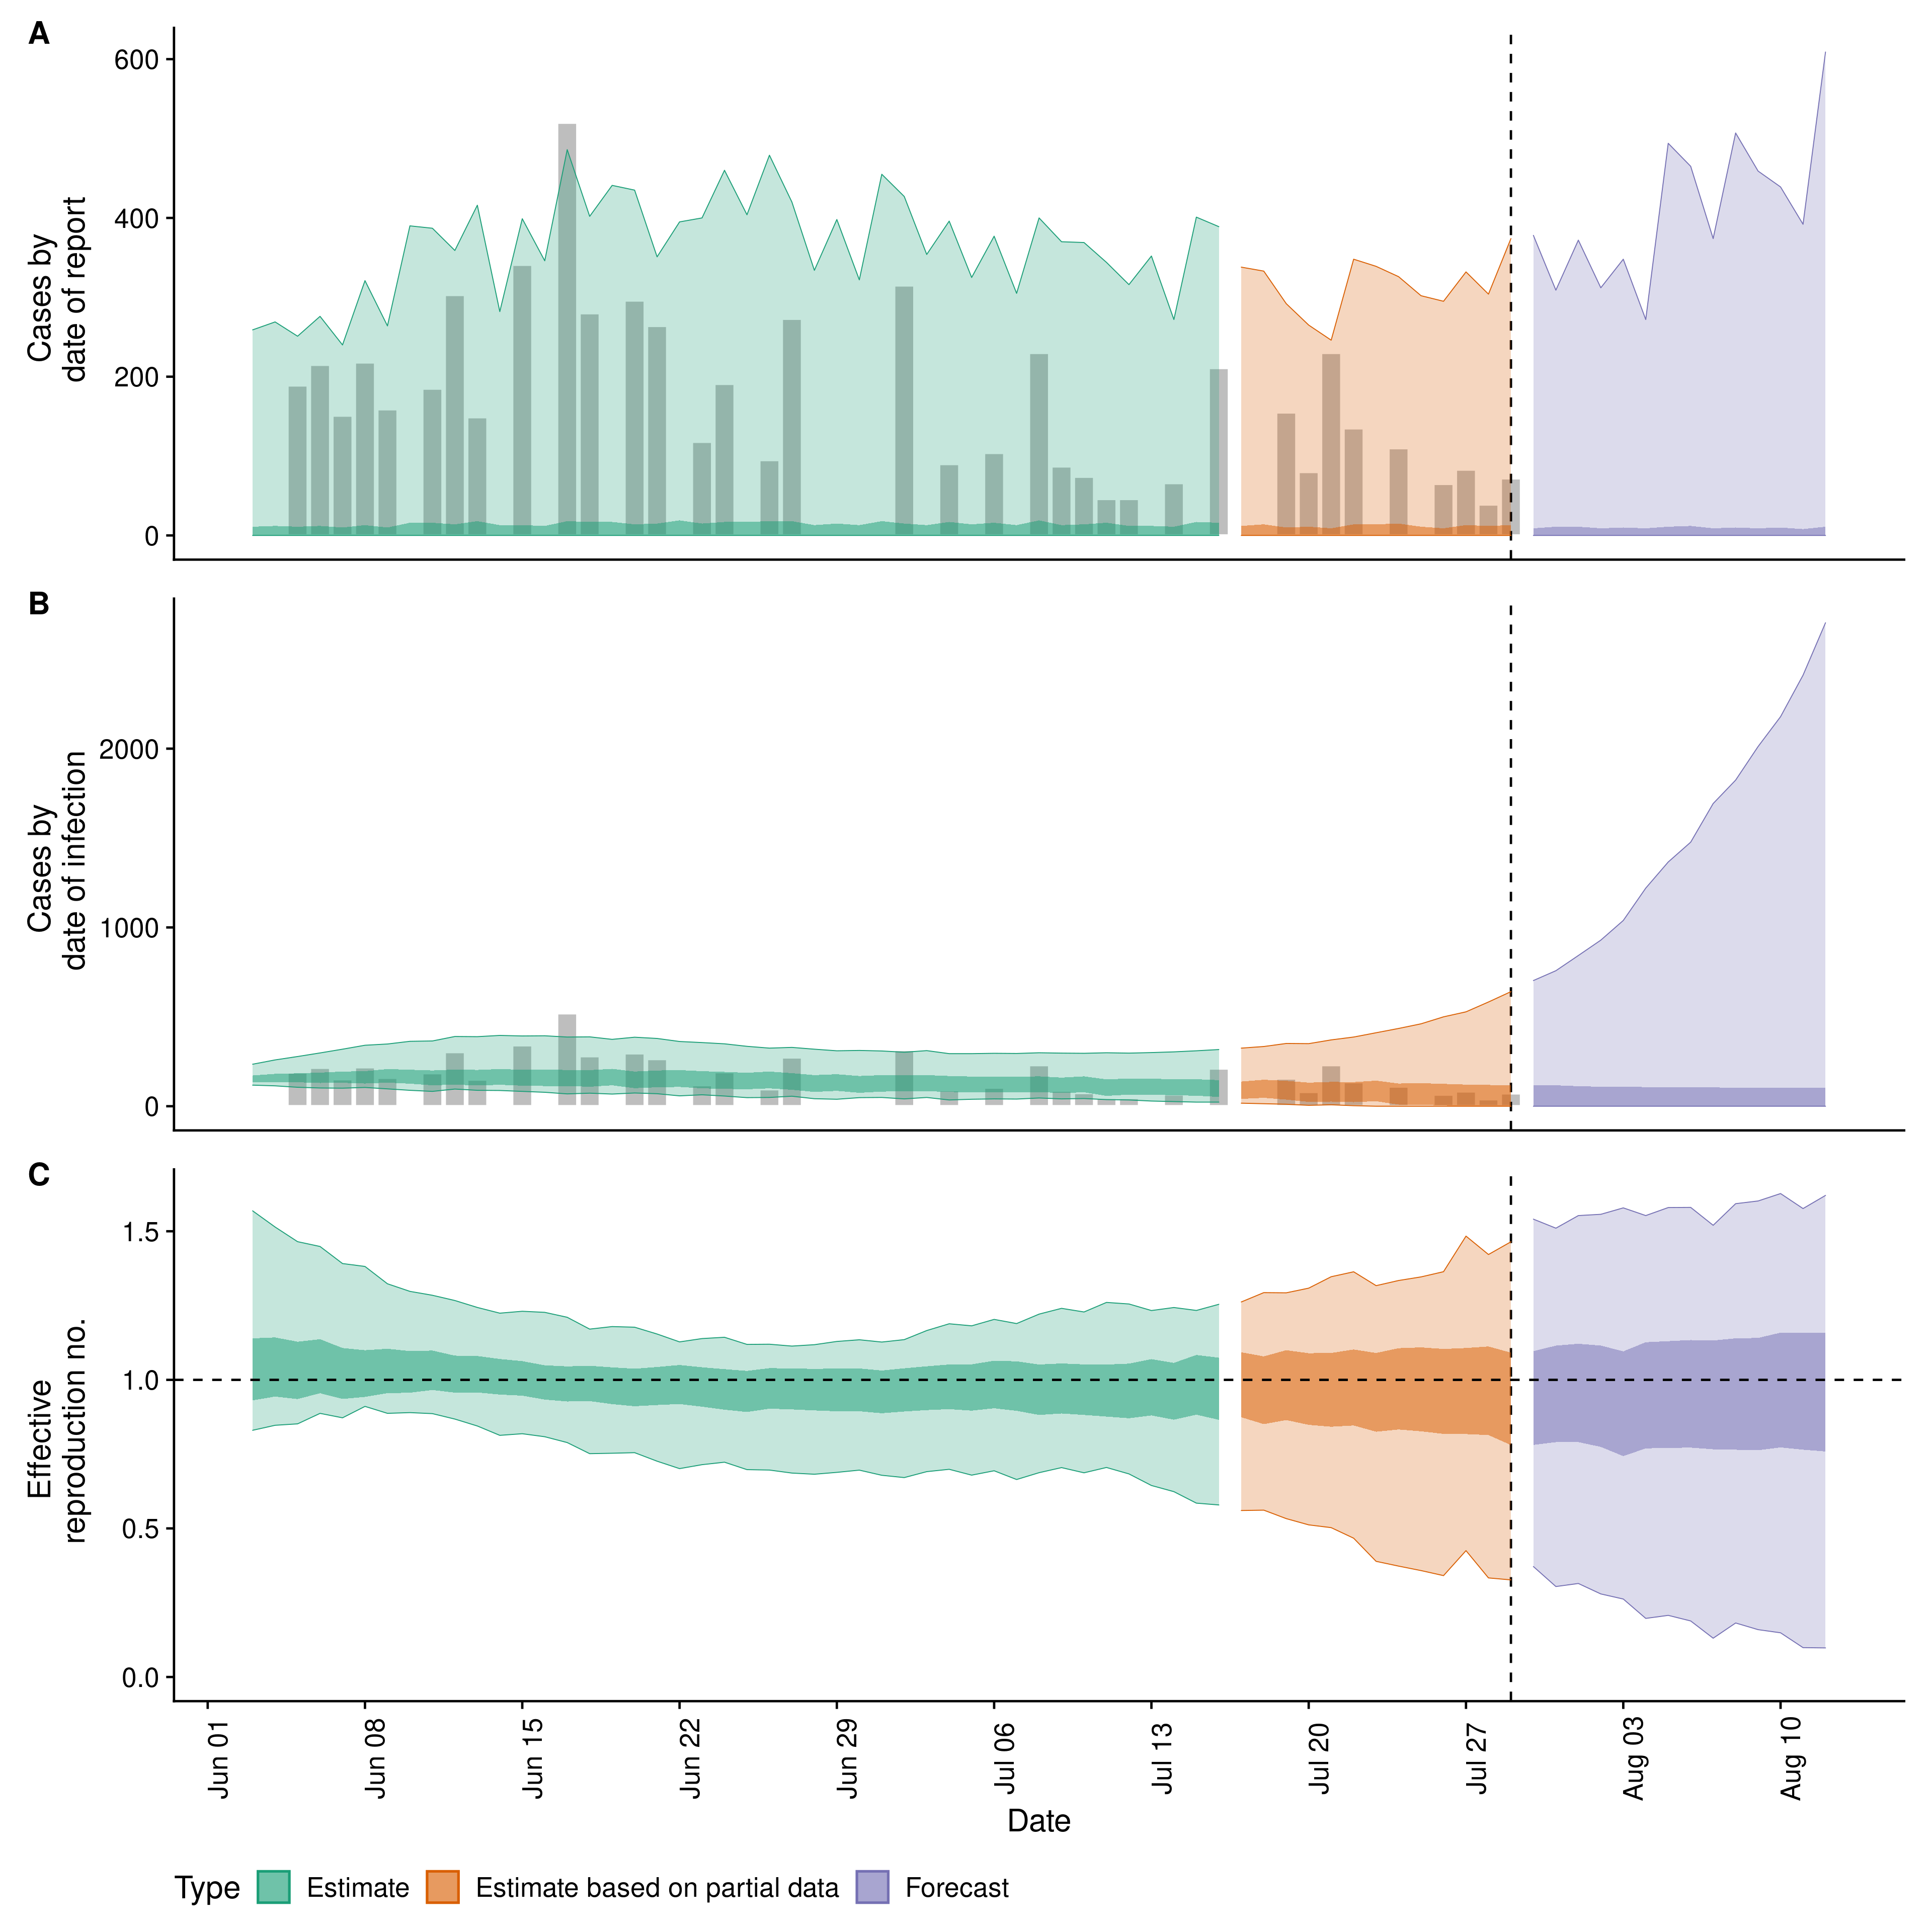 A
600
400
200
0
Cases by
date of report
B
2000
1000
0
Cases by
date of infection
C
1.5
1.0
0.5
0.0
Effective
reproduction no.
Jun 01
Jun 08
Jun 15
Jun 22
Jun 29
Jul 06
Jul 13
Jul 20
Jul 27
Aug 03
Aug 10
Date
Type Estimate Estimate based on partial data Forecast